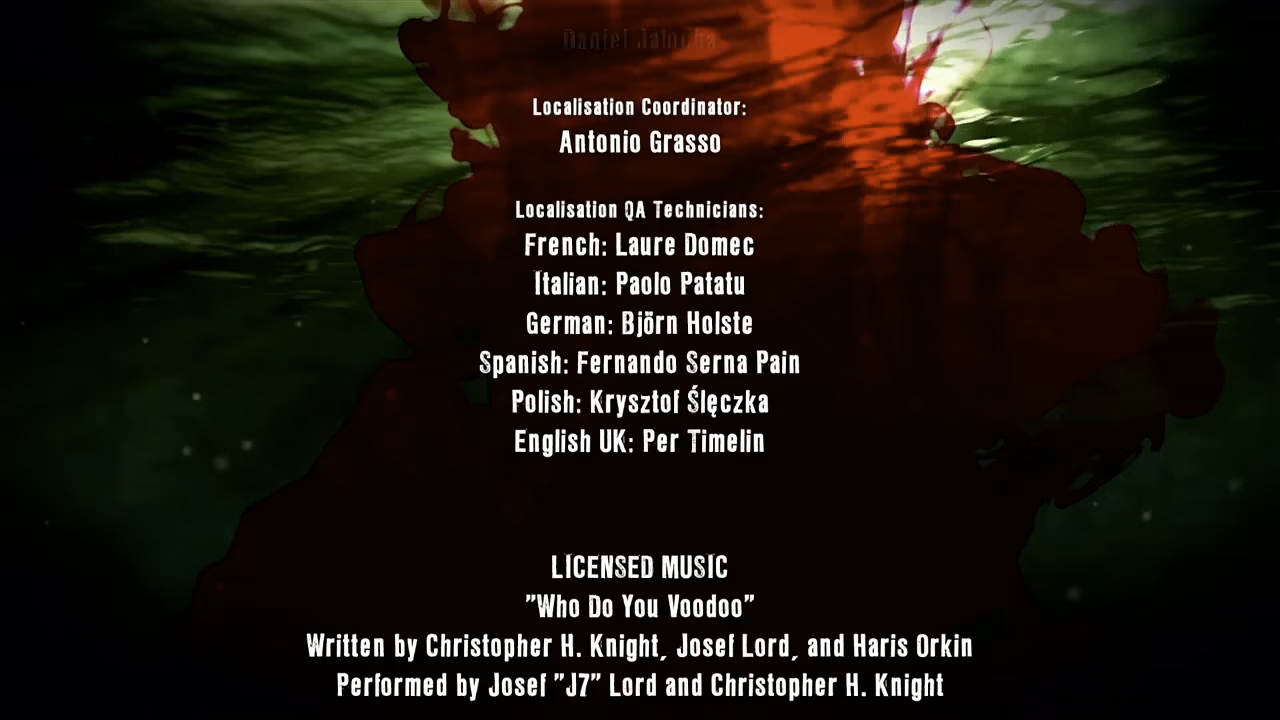 Localisation Coordinator:
Antonio Grasso
Localisation QA Technicians:
French: Laure Domec
Italian: Paolo Patatu
German: Björn Holste
Spanish: Fernando Serna Pain
Polish: Krysztof Ślęczka
English UK: Per Timelin
LICENSED MUSIC
"Who Do You Voodoo"
Written by Christopher H. Knight, Josef Lord, and Haris Orkin
Performed by Josef "J7" Lord and Christopher H. Knight